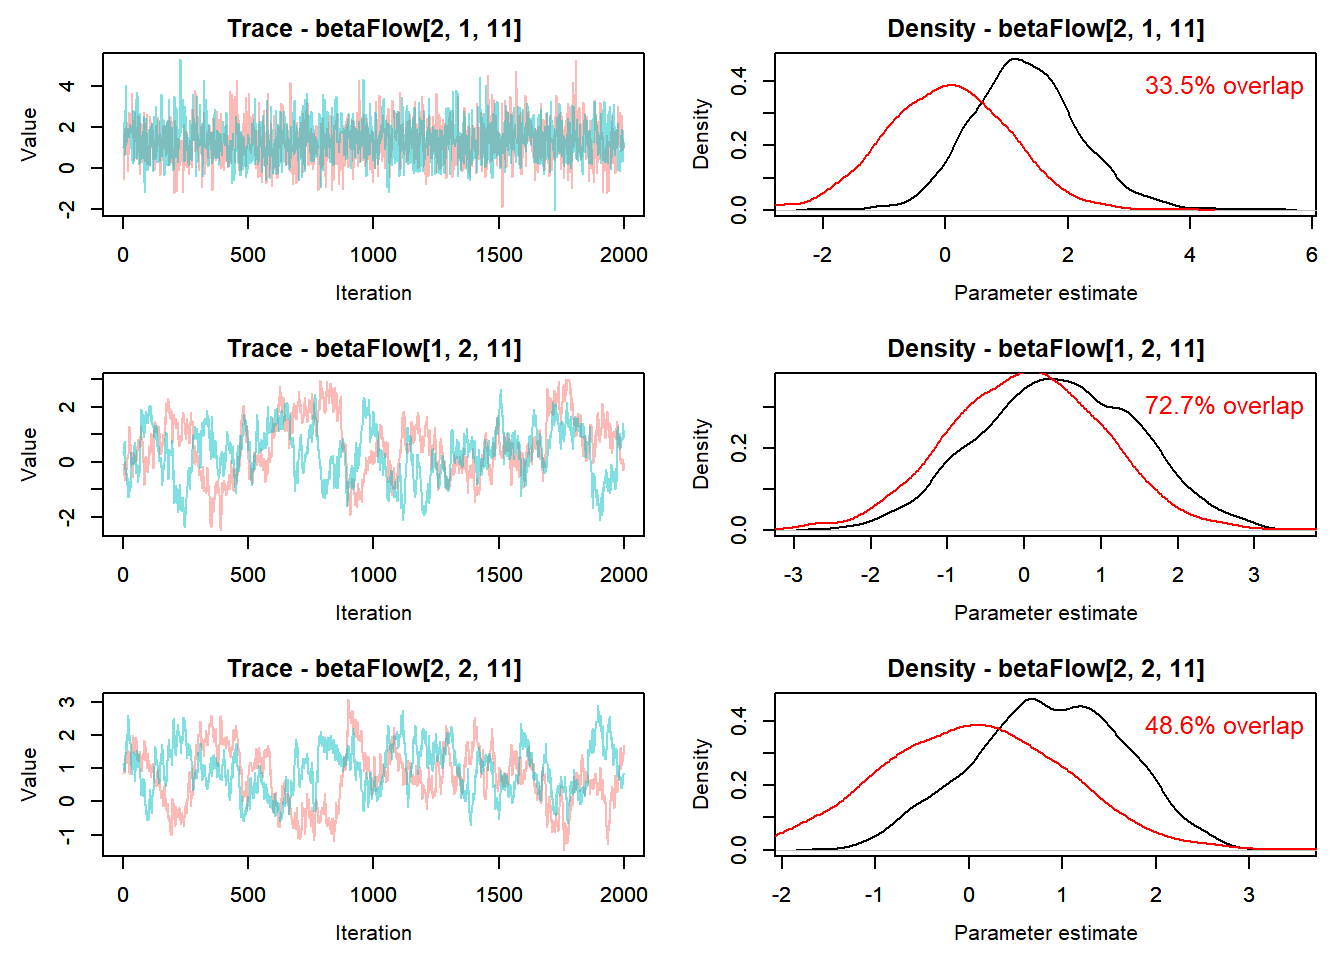 Trace - betaFlow[2, 1, 11]
Value
-2 0 2 4
0 500 1000 1500 2000
Iteration
Density - betaFlow[2, 1, 11]
33.5% overlap
Density
0.0 0.2 0.4
-2 0 2 4 6
Parameter estimate
Trace - betaFlow[1, 2, 11]
Value
-2 0 2
0 500 1000 1500 2000
Iteration
Density - betaFlow[1, 2, 11]
72.7% overlap
Density
0.0 0.2
-3 -2 -1 0 1 2 3
Parameter estimate
Trace - betaFlow[2, 2, 11]
Value
-1 0 1 2 3
0 500 1000 1500 2000
Iteration
Density - betaFlow[2, 2, 11]
48.6% overlap
Density
0.0 0.2 0.4
-2 -1 0 1 2 3
Parameter estimate